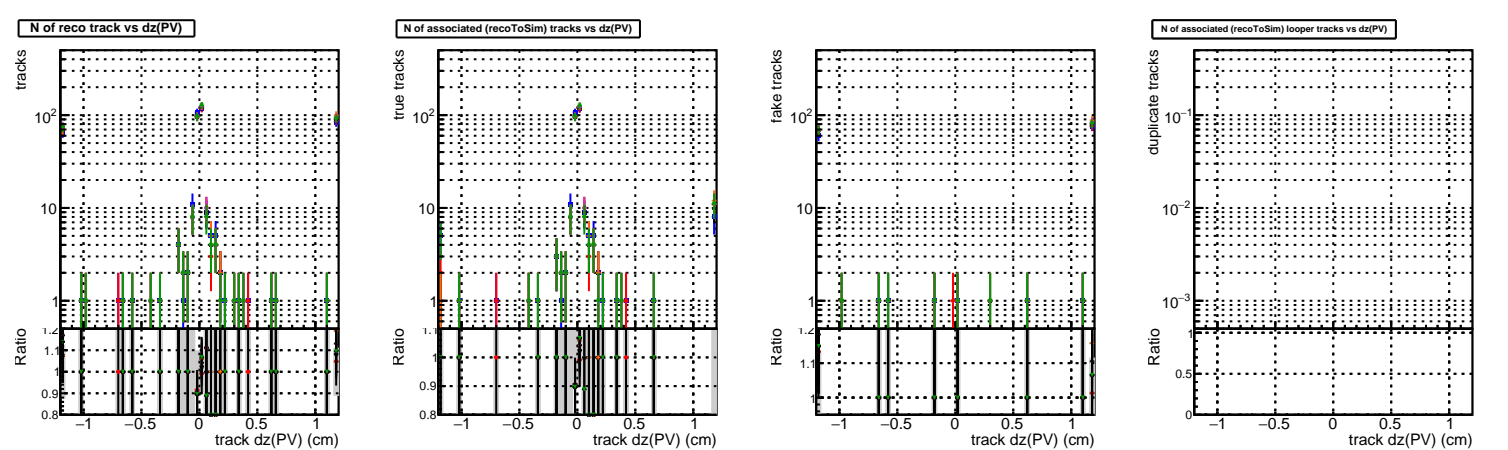 N of reco track vs dz(PV)
tracks
10²
10
1
Ratio
1.2
1.1
1
0.9
0.8
−1 −0.5 0 0.5 1
track dz(PV) (cm)
N of associated (recoToSim) tracks vs dz(PV)
true tracks
10²
10
1
Ratio
1.1
1
0.9
0.8
−1 −0.5 0 0.5 1
track dz(PV) (cm)
fake tracks
10²
10
1
Ratio
1.2
1.1
1
−1 −0.5 0 0.5 1
track dz(PV) (cm)
N of associated (recoToSim) looper tracks vs dz(PV)
duplicate tracks
10⁻¹
10⁻²
10⁻³
Ratio
1
0.5
0
−1 −0.5 0 0.5 1
track dz(PV) (cm)